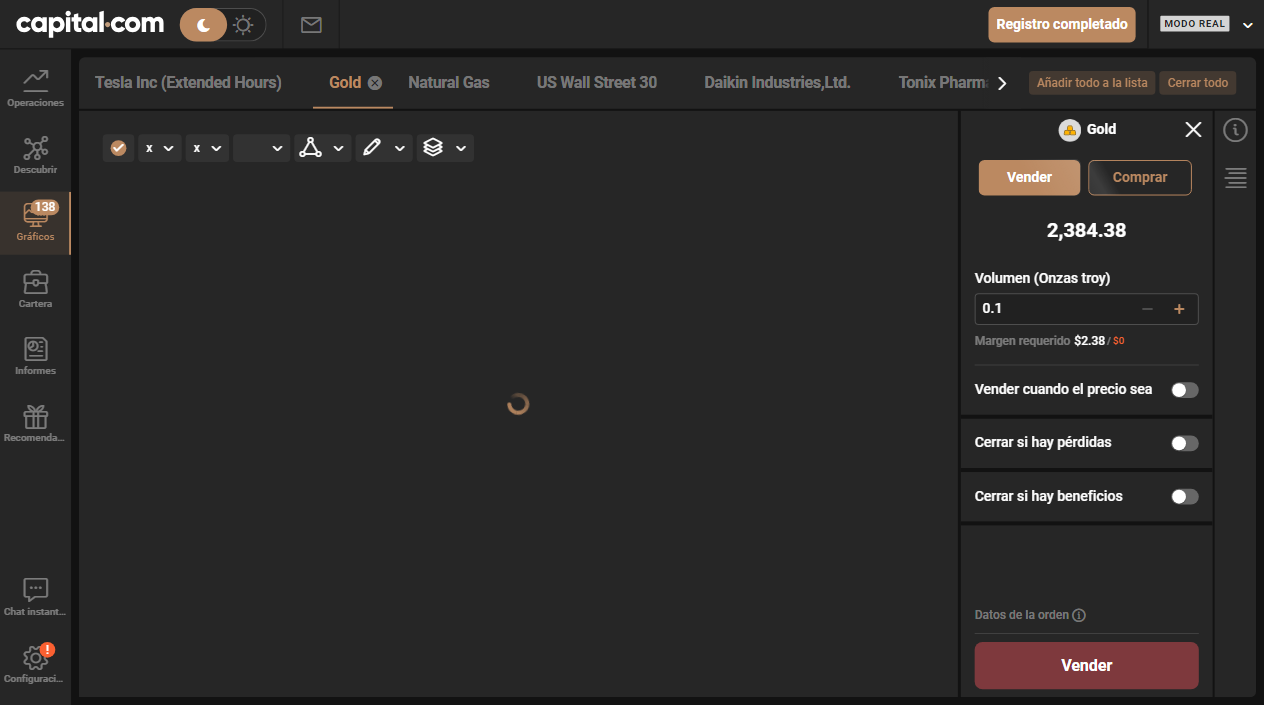 capital.com
Registro completado
MODO REAL
Operaciones
Descubrir
138
Gráficos
Cartera
Informes
Recomenda...
Chat instant...
!
Configuraci...
Tesla Inc (Extended Hours)
Gold
Natural Gas
US Wall Street 30
Daikin Industries,Ltd.
Tonix Pharm
Añadir todo a la lista
Cerrar todo
x
x
Gold
Vender
Comprar
2,384.38
Volumen (Onzas troy)
0.1
Margen requerido $2.38 / $0
Vender cuando el precio sea
Cerrar si hay pérdidas
Cerrar si hay beneficios
Datos de la orden
Vender